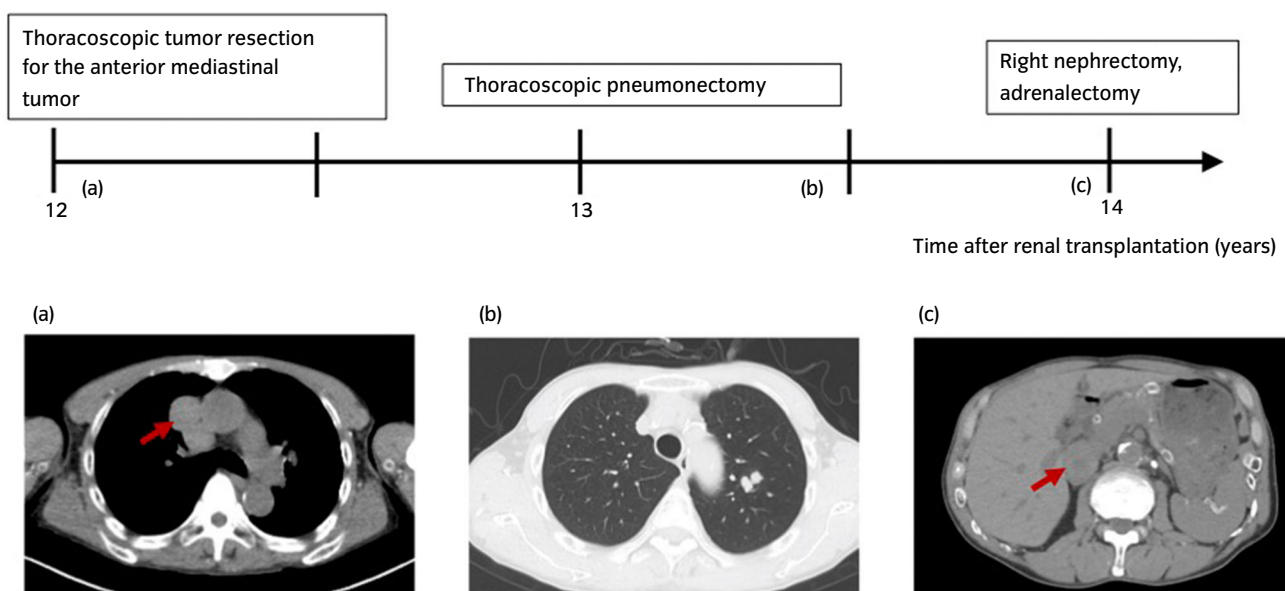 Thoracoscopic tumor resection
for the anterior mediastinal
tumor
Thoracoscopic pneumonectomy
Right nephrectomy,
adrenalectomy
(a)
(b)
(c)
12
13
14
Time after renal transplantation (years)
(a)
(b)
(c)